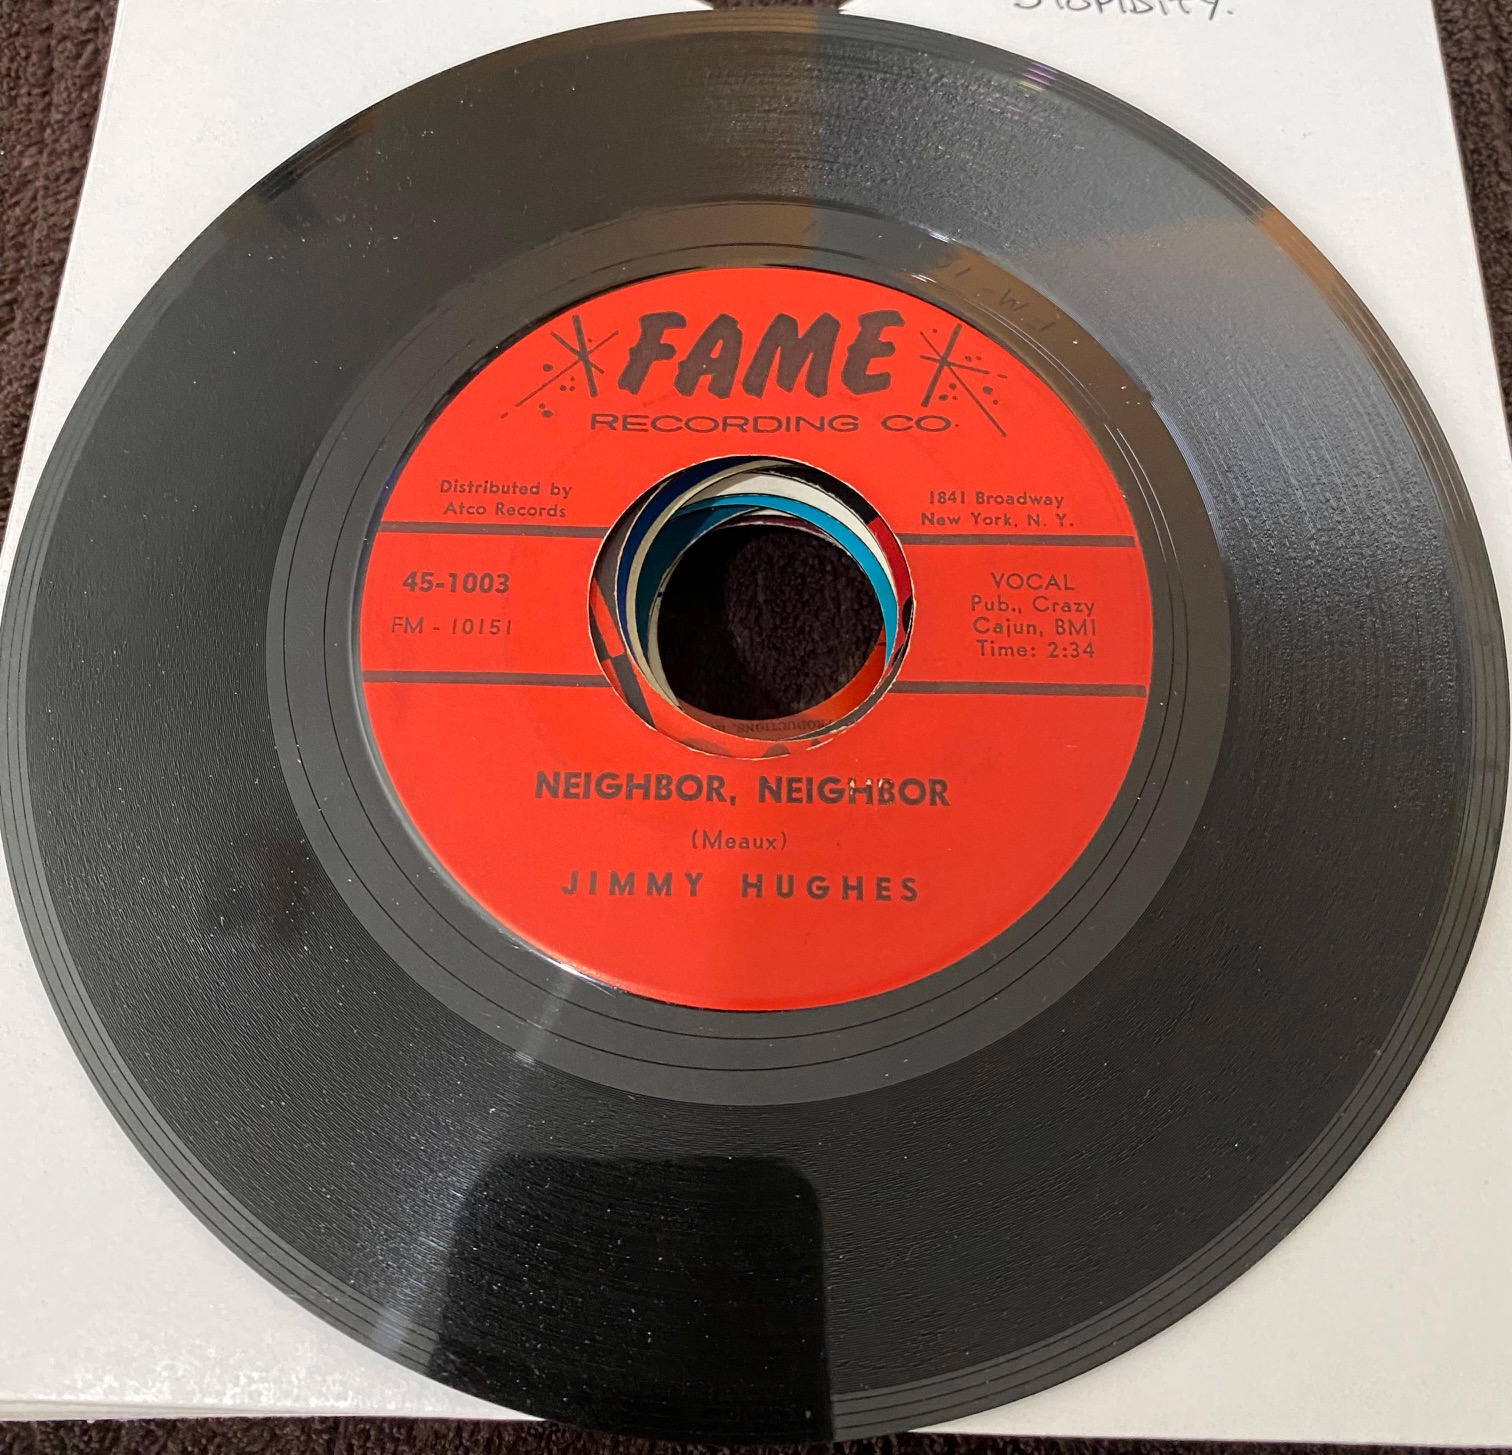 STUPIDITY.
FAME
RECORDING CO.
Distributed by
Atco Records
1841 Broadway
New York, N. Y.
45-1003
FM - 10151
VOCAL
Pub., Crazy
Cajun, BMI
Time: 2:34
NEIGHBOR, NEIGHBOR
(Meaux)
JIMMY HUGHES